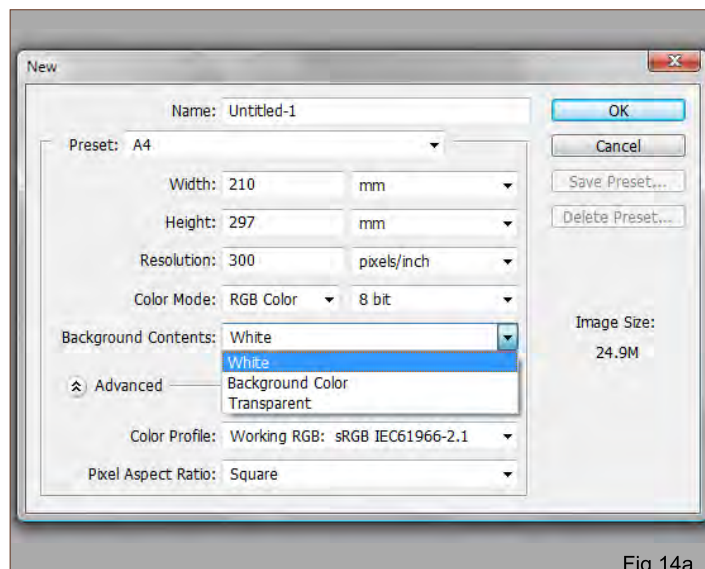 New
Name: Untitled-1
OK
Preset: A4
Cancel
Width: 210 mm
Save Preset...
Height: 297 mm
Delete Preset...
Resolution: 300 pixels/inch
Color Mode: RGB Color 8 bit
Background Contents: White
Image Size:
24.9M
White
Background Color
Transparent
Advanced
Color Profile: Working RGB: sRGB IEC61966-2.1
Pixel Aspect Ratio: Square
Fig 14a